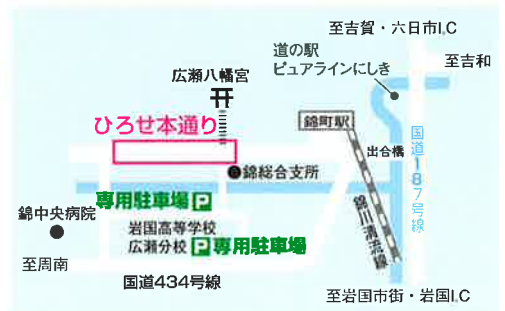 至吉賀・六日市I.C
道の駅
ピュアラインにしき
至吉和
広瀬八幡宮
ひろせ本通り
錦町駅
出合橋
国道187号線
錦総合支所
専用駐車場 P
錦川清流線
錦中央病院
岩国高等学校
広瀬分校 P 専用駐車場
至周南
国道434号線
至岩国市街・岩国I.C